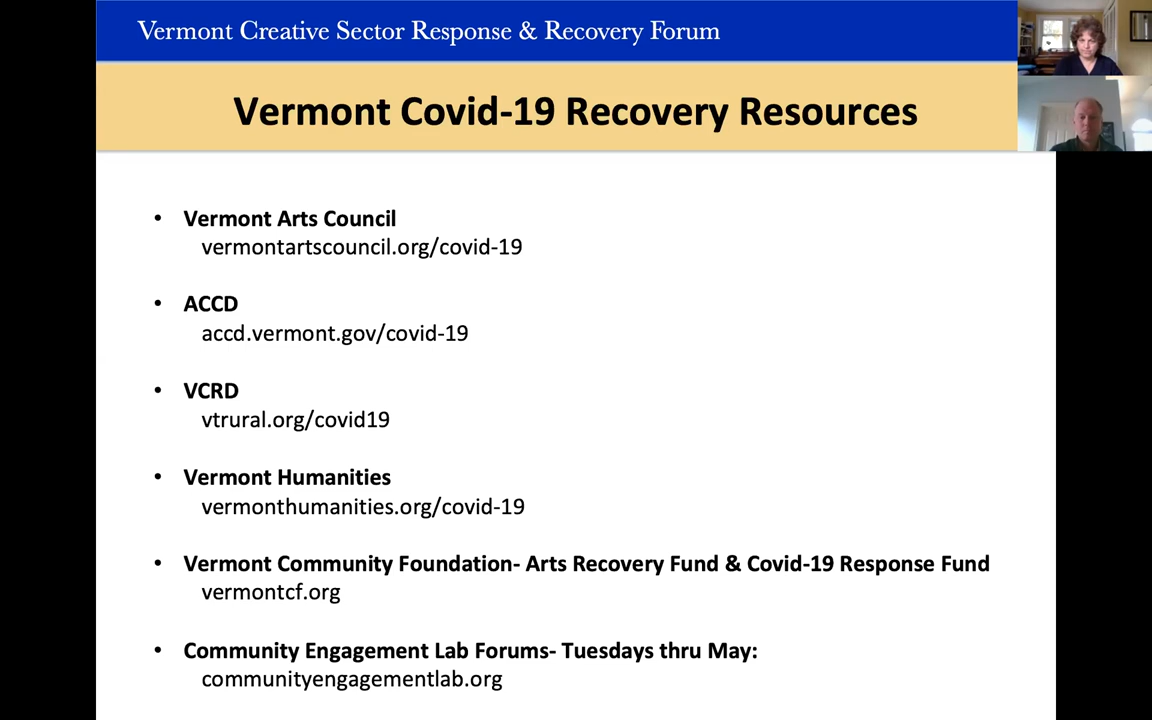 Vermont Creative Sector Response & Recovery Forum
Vermont Covid-19 Recovery Resources
• Vermont Arts Council
vermontartscouncil.org/covid-19
• ACCD
accd.vermont.gov/covid-19
• VCRD
vtrural.org/covid19
• Vermont Humanities
vermonthumanities.org/covid-19
• Vermont Community Foundation- Arts Recovery Fund & Covid-19 Response Fund
vermontcf.org
• Community Engagement Lab Forums- Tuesdays thru May:
communityengagementlab.org